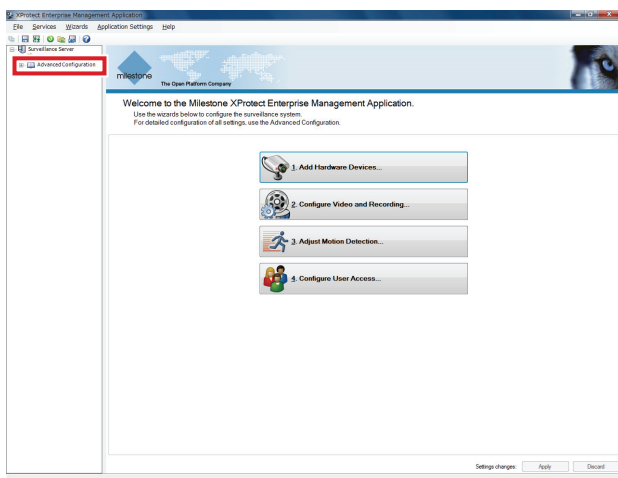 XProtect Enterprise Management Application
File Services Wizards Application Settings Help
Surveillance Server
Advanced Configuration
milestone
The Open Platform Company
Welcome to the Milestone XProtect Enterprise Management Application.
Use the wizards below to configure the surveillance system.
For detailed configuration of all settings, use the Advanced Configuration.
1. Add Hardware Devices...
2. Configure Video and Recording...
3. Adjust Motion Detection...
4. Configure User Access...
Settings changes: Apply Discard